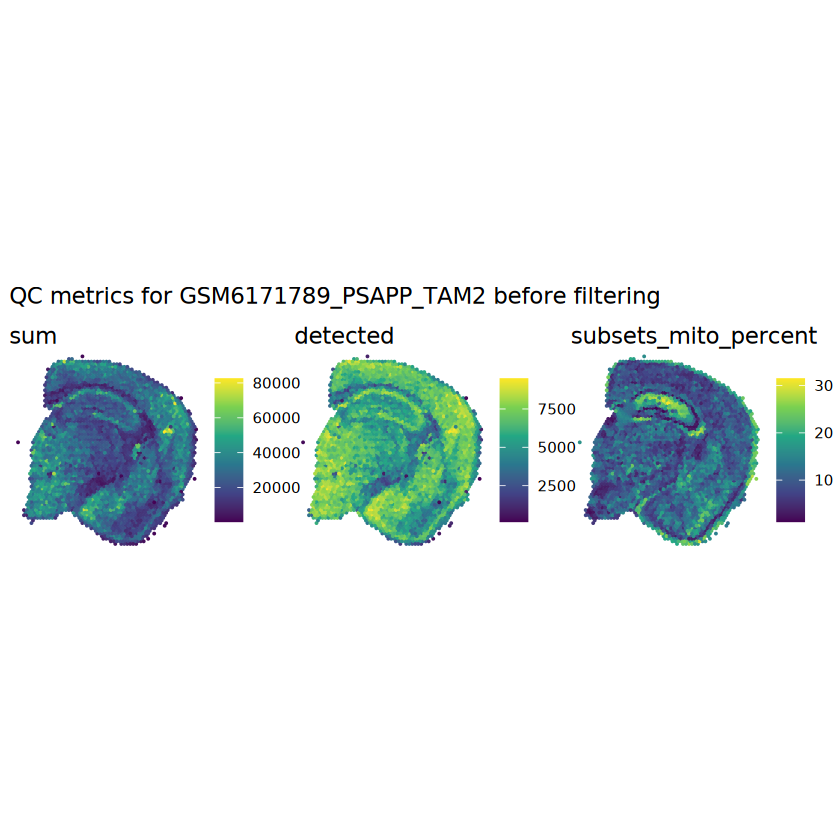 QC metrics for GSM6171789_PSAPP_TAM2 before filtering
sum
detected
subsets_mito_percent
80000
60000
40000
20000
7500
5000
2500
30
20
10